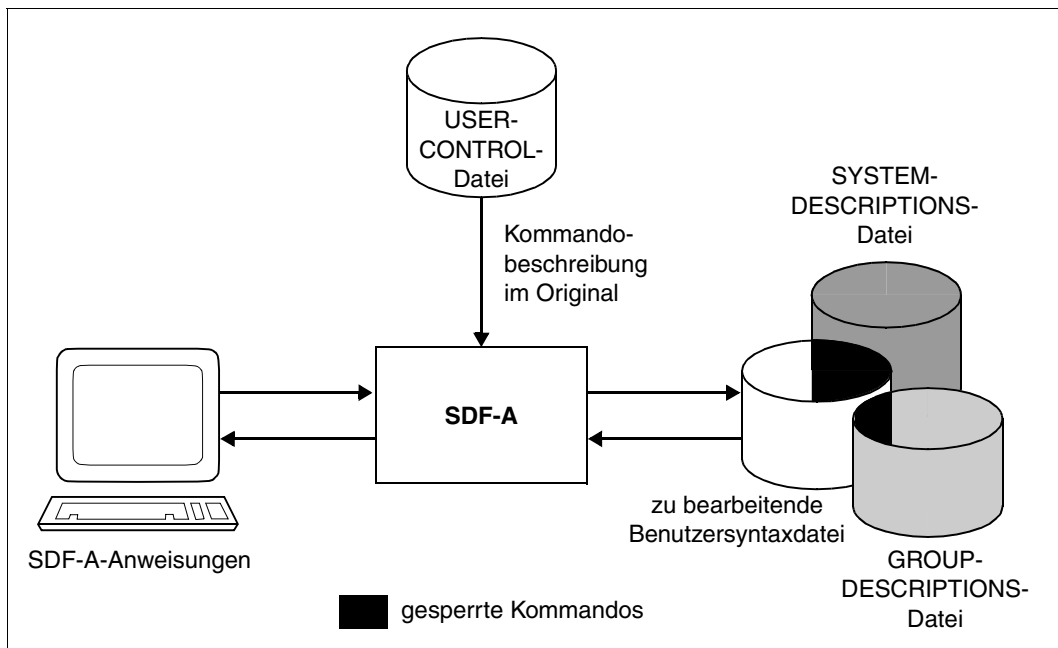 USER-
CONTROL-
Datei
SYSTEM-
DESCRIPTIONS-
Datei
Kommando-
beschreibung
im Original
SDF-A
zu bearbeitende
Benutzersyntaxdatei
SDF-A-Anweisungen
GROUP-
DESCRIPTIONS-
Datei
gesperrte Kommandos